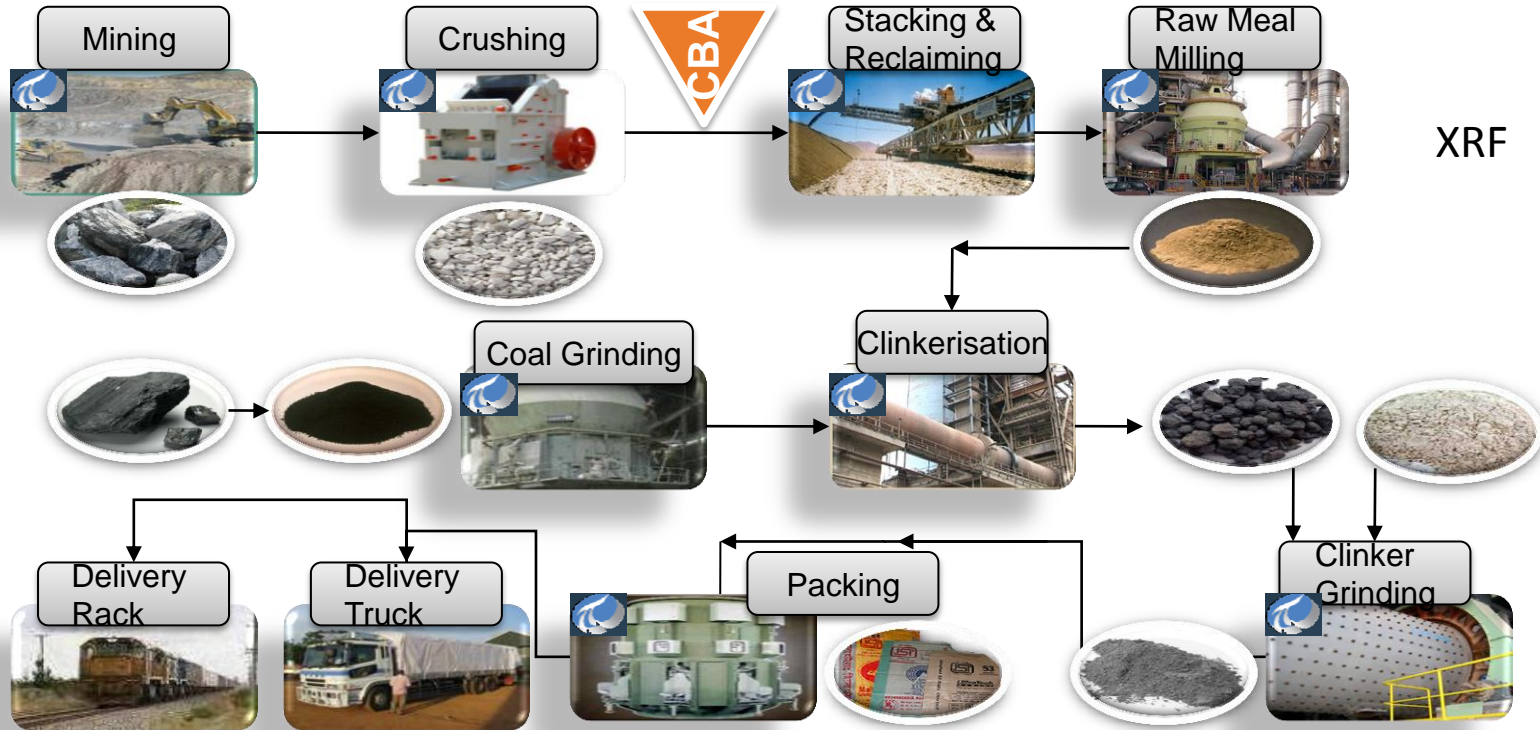 Mining
Crushing
CBA
Stacking &
Reclaiming
Raw Meal
Milling
XRF
Coal Grinding
Clinkerisation
Delivery
Rack
Delivery
Truck
Packing
Clinker
Grinding
53